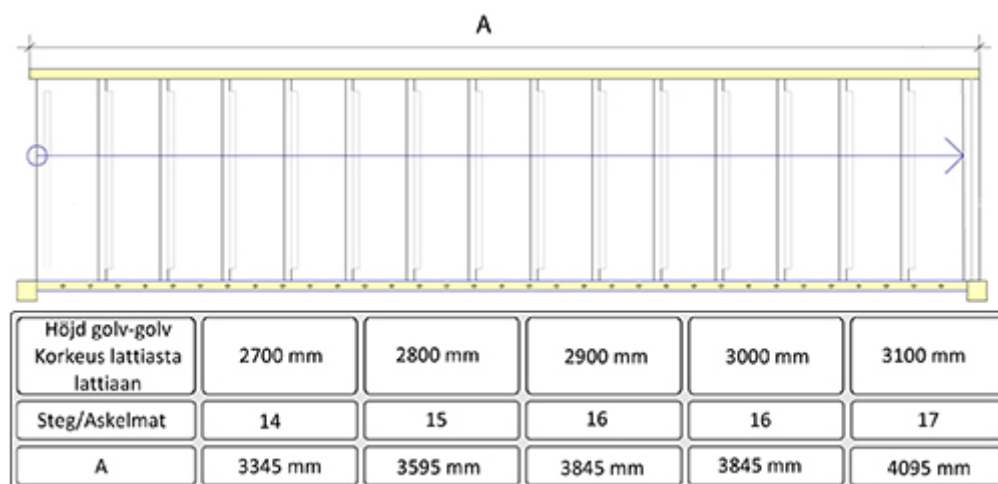 A
Höjd golv-golv
Korkeus lattiasta
lattiaan
2700 mm
2800 mm
2900 mm
3000 mm
3100 mm
Steg/Askelmat
14
15
16
16
17
A
3345 mm
3595 mm
3845 mm
3845 mm
4095 mm